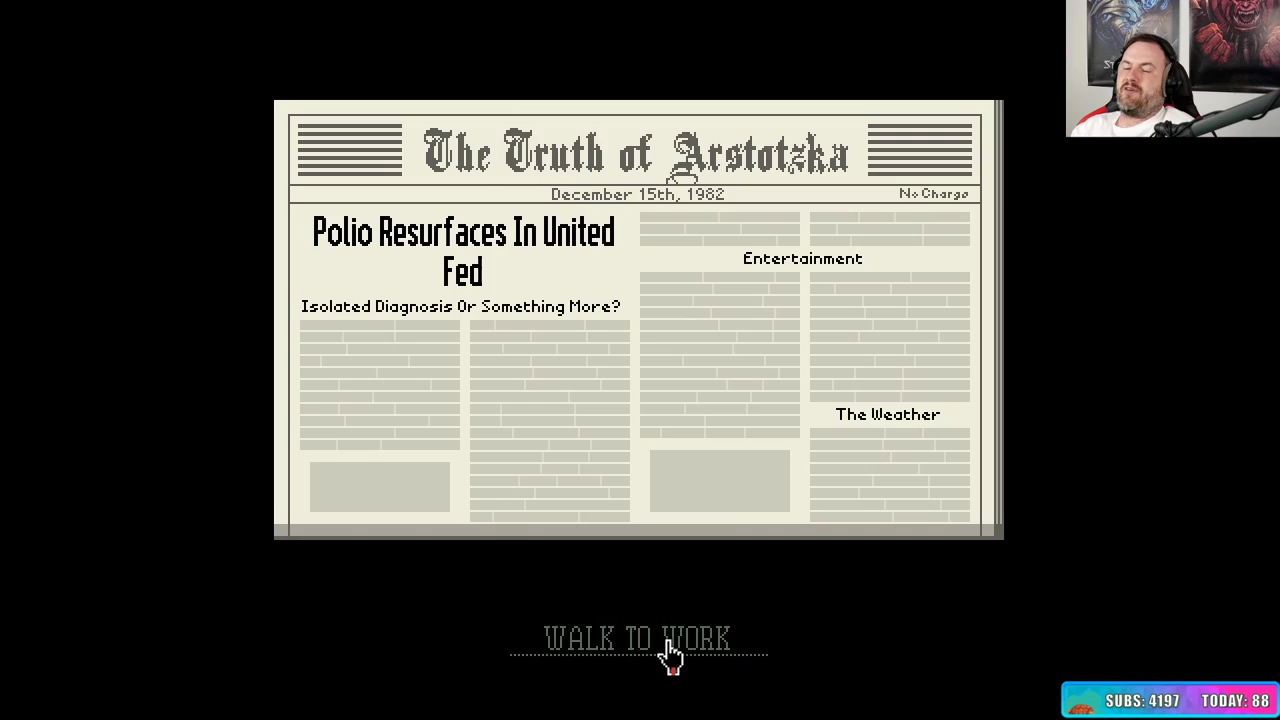 The Truth of Arstotzka
December 15th, 1982
No Charge
Polio Resurfaces In United
Fed
Isolated Diagnosis Or Something More?
Entertainment
The Weather
WALK TO WORK
SUBS: 4197 TODAY: 88